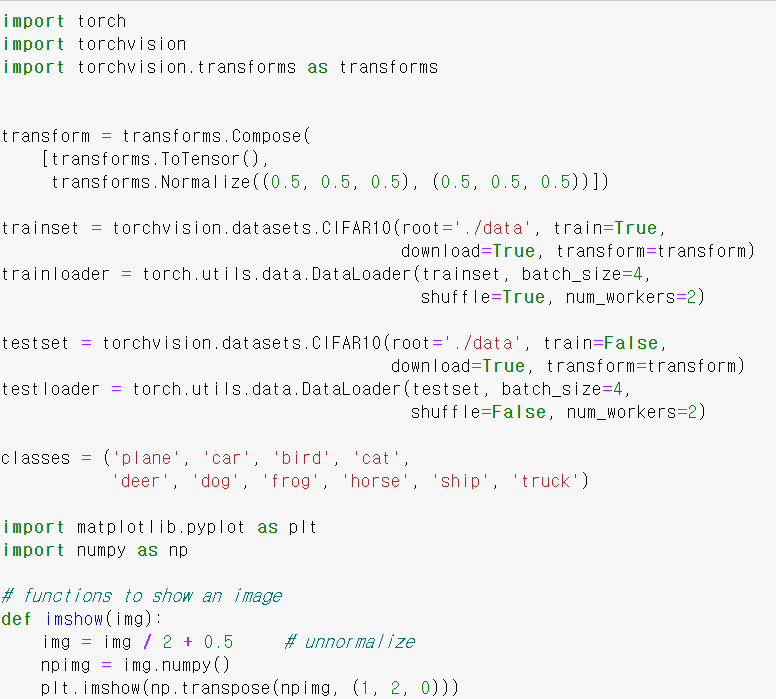 import torch
import torchvision
import torchvision.transforms as transforms
transform = transforms.Compose(
    [transforms.ToTensor(),
     transforms.Normalize((0.5, 0.5, 0.5), (0.5, 0.5, 0.5))])
trainset = torchvision.datasets.CIFAR10(root='./data', train=True,
                                        download=True, transform=transform)
trainloader = torch.utils.data.DataLoader(trainset, batch_size=4,
                                          shuffle=True, num_workers=2)
testset = torchvision.datasets.CIFAR10(root='./data', train=False,
                                       download=True, transform=transform)
testloader = torch.utils.data.DataLoader(testset, batch_size=4,
                                         shuffle=False, num_workers=2)
classes = ('plane', 'car', 'bird', 'cat',
           'deer', 'dog', 'frog', 'horse', 'ship', 'truck')
import matplotlib.pyplot as plt
import numpy as np
# functions to show an image
def imshow(img):
    img = img / 2 + 0.5     # unnormalize
    npimg = img.numpy()
    plt.imshow(np.transpose(npimg, (1, 2, 0)))